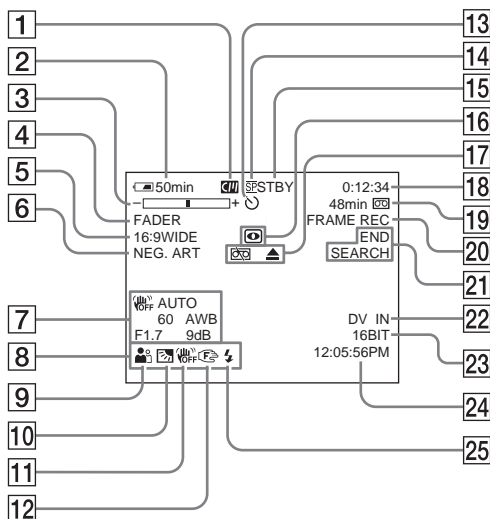 1
2
3
4
5
6
7
8
9
10
11
12
13
14
15
16
17
18
19
20
21
22
23
24
25
50min
SP STBY
0:12:34
- +
48min
FADER
FRAME REC
16:9WIDE
END
SEARCH
NEG. ART
OFF AUTO
60 AWB
F1.7 9dB
DV IN
16BIT
12:05:56PM
OFF
F